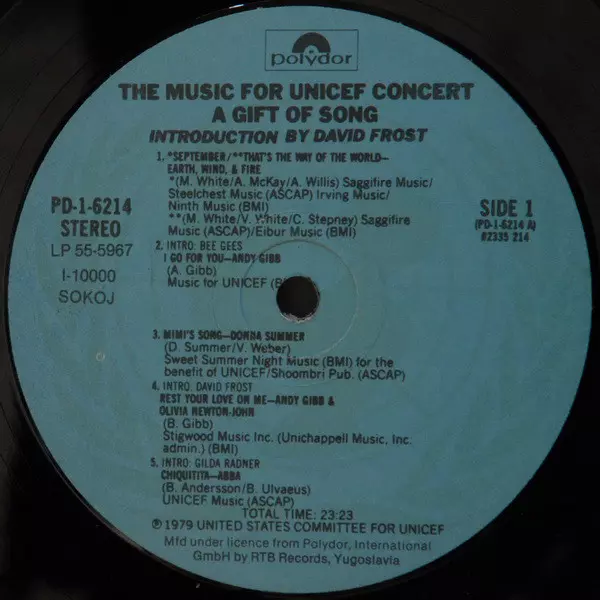 polydor
THE MUSIC FOR UNICEF CONCERT
A GIFT OF SONG
INTRODUCTION BY DAVID FROST
1. *SEPTEMBER/**THAT'S THE WAY OF THE WORLD—
EARTH, WIND, & FIRE
*(M. White/A. McKay/A. Willis) Saggifire Music/
Steelchest Music (ASCAP) Irving Music/
Ninth Music (BMI)
**(M. White/V. White/C. Stepney) Saggifire
Music (ASCAP)/Eibur Music (BMI)
PD-1-6214
STEREO
LP 55-5967
I-10000
SOKOJ
SIDE 1
(PD-1-6214 A)
#2335 214
2. INTRO: BEE GEES
I GO FOR YOU—ANDY GIBB
(A. Gibb)
Music for UNICEF (B
3. MIMI'S SONG—DONNA SUMMER
(D. Summer/V. Weber)
Sweet Summer Night Music (BMI) for the
benefit of UNICEF/Shoombri Pub. (ASCAP)
4. INTRO: DAVID FROST
REST YOUR LOVE ON ME—ANDY GIBB &
OLIVIA NEWTON-JOHN
(B. Gibb)
Stigwood Music Inc. (Unichappell Music, Inc.
admin.) (BMI)
5. INTRO: GILDA RADNER
CHIQUITITA—ABBA
(B. Andersson/B. Ulvaeus)
UNICEF Music (ASCAP)
TOTAL TIME: 23:23
℗ 1979 UNITED STATES COMMITTEE FOR UNICEF
Mfd under licence from Polydor, International
GmbH by RTB Records, Yugoslavia